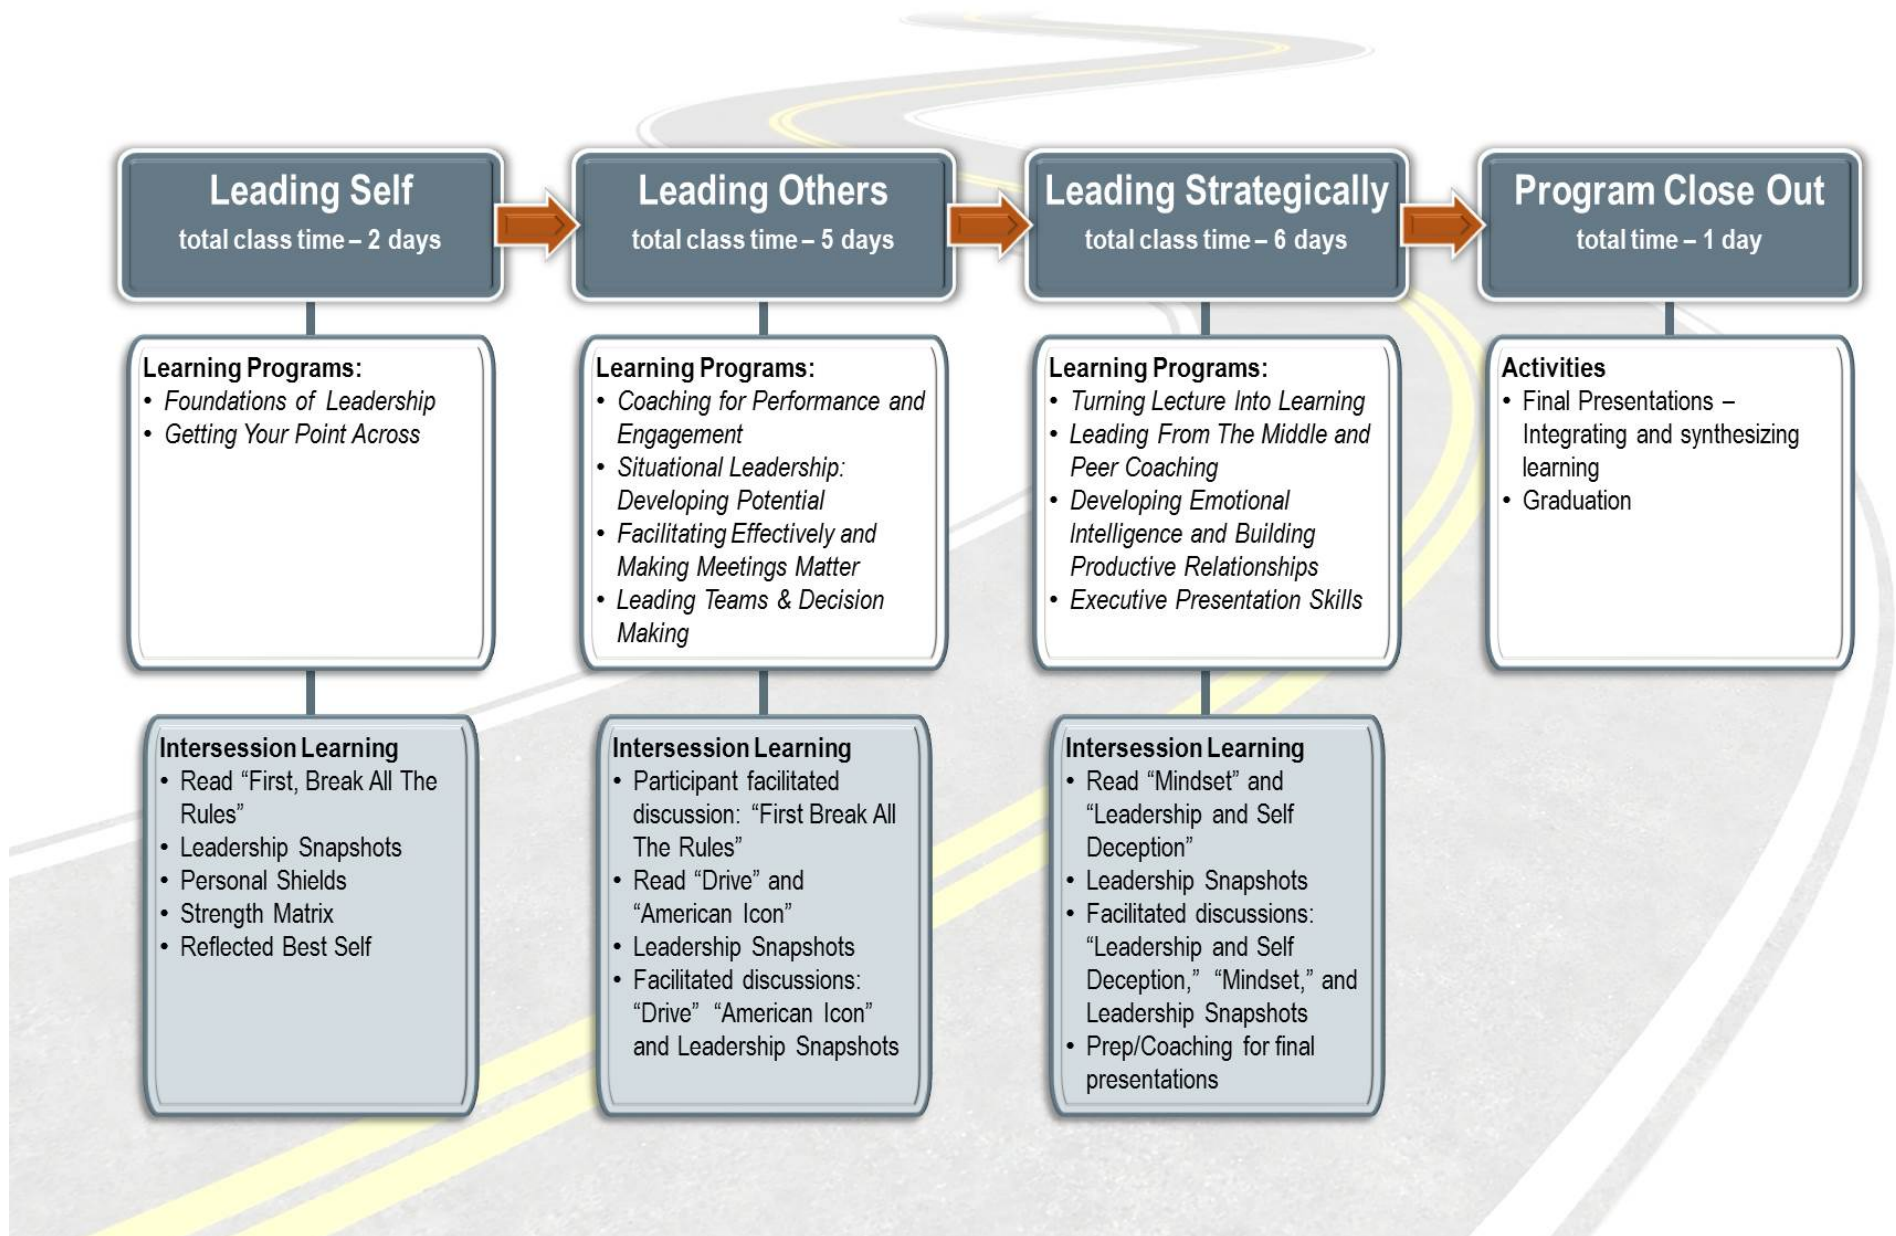 Leading Self
total class time – 2 days
Leading Others
total class time – 5 days
Leading Strategically
total class time – 6 days
Program Close Out
total time – 1 day
Learning Programs:
• Foundations of Leadership
• Getting Your Point Across
Learning Programs:
• Coaching for Performance and
Engagement
• Situational Leadership:
Developing Potential
• Facilitating Effectively and
Making Meetings Matter
• Leading Teams & Decision
Making
Learning Programs:
• Turning Lecture Into Learning
• Leading From The Middle and
Peer Coaching
• Developing Emotional
Intelligence and Building
Productive Relationships
• Executive Presentation Skills
Activities
• Final Presentations –
Integrating and synthesizing
learning
• Graduation
Intersession Learning
• Read “First, Break All The
Rules”
• Leadership Snapshots
• Personal Shields
• Strength Matrix
• Reflected Best Self
Intersession Learning
• Participant facilitated
discussion: “First Break All
The Rules”
• Read “Drive” and
“American Icon”
• Leadership Snapshots
• Facilitated discussions:
“Drive” “American Icon”
and Leadership Snapshots
Intersession Learning
• Read “Mindset” and
“Leadership and Self
Deception”
• Leadership Snapshots
• Facilitated discussions:
“Leadership and Self
Deception,” “Mindset,” and
Leadership Snapshots
• Prep/Coaching for final
presentations